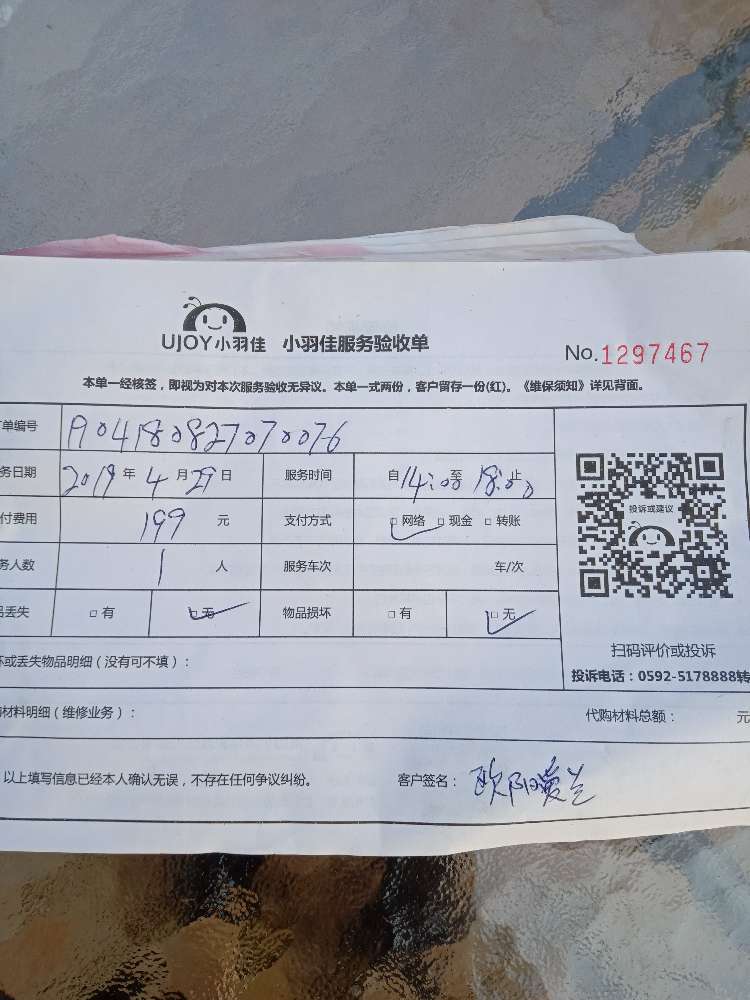 UJOY小羽佳 小羽佳服务验收单
No.1297467
本单一经核签，即视为对本次服务验收无异议。本单一式两份，客户留存一份(红)。《维保须知》详见背面。
单编号 A04180827070076
务日期 2019年4月29日 服务时间 自14:00至18:00止
付费用 199元 支付方式 □网络 □现金 □转账
务人数 1人 服务车次 车/次
品丢失 □有 □无 物品损坏 □有 □无
投诉或建议
扫码评价或投诉
投诉电话：0592-5178888转
坏或丢失物品明细（没有可不填）：
材料明细（维修业务）： 代购材料总额： 元
以上填写信息已经本人确认无误，不存在任何争议纠纷。 客户签名：欧阳爱兰